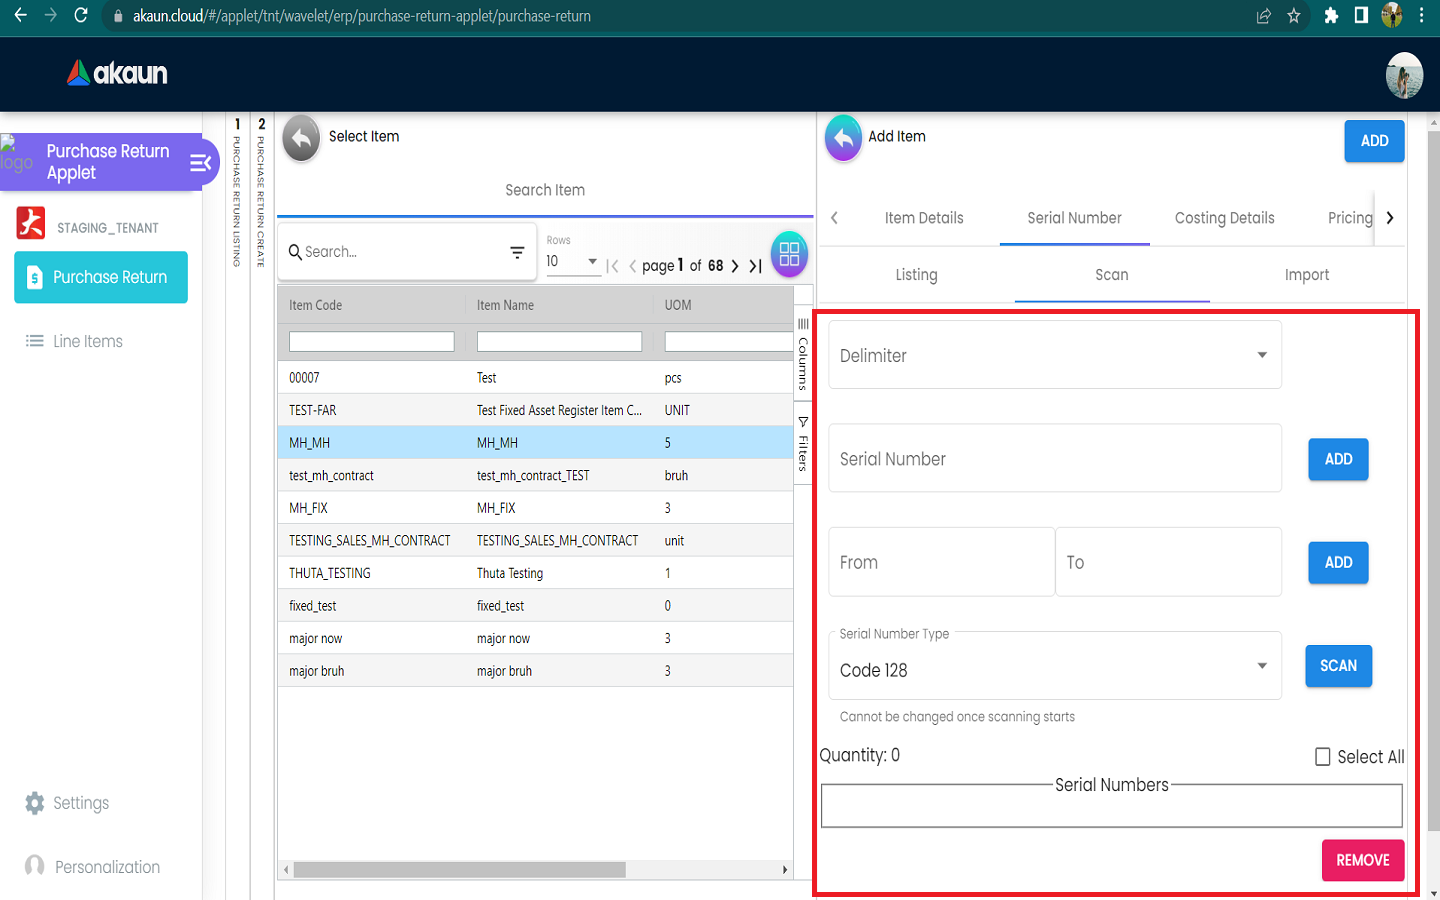 akaun.cloud/#/applet/tnt/wavelet/erp/purchase-return-applet/purchase-return
akaun
logo
Purchase Return
Applet
STAGING_TENANT
Purchase Return
Line Items
Settings
Personalization
1 PURCHASE RETURN LISTING
2 PURCHASE RETURN CREATE
Select Item
Search Item
Search...
Rows
10
page 1 of 68
Item Code Item Name UOM
00007 Test pcs
TEST-FAR Test Fixed Asset Register Item C... UNIT
MH_MH MH_MH 5
test_mh_contract test_mh_contract_TEST bruh
MH_FIX MH_FIX 3
TESTING_SALES_MH_CONTRACT TESTING_SALES_MH_CONTRACT unit
THUTA_TESTING Thuta Testing 1
fixed_test fixed_test 0
major now major now 3
major bruh major bruh 3
Columns
Filters
Add Item
ADD
Item Details Serial Number Costing Details Pricing
Listing Scan Import
Delimiter
Serial Number ADD
From To ADD
Serial Number Type
Code 128 SCAN
Cannot be changed once scanning starts
Quantity: 0 Select All
Serial Numbers
REMOVE